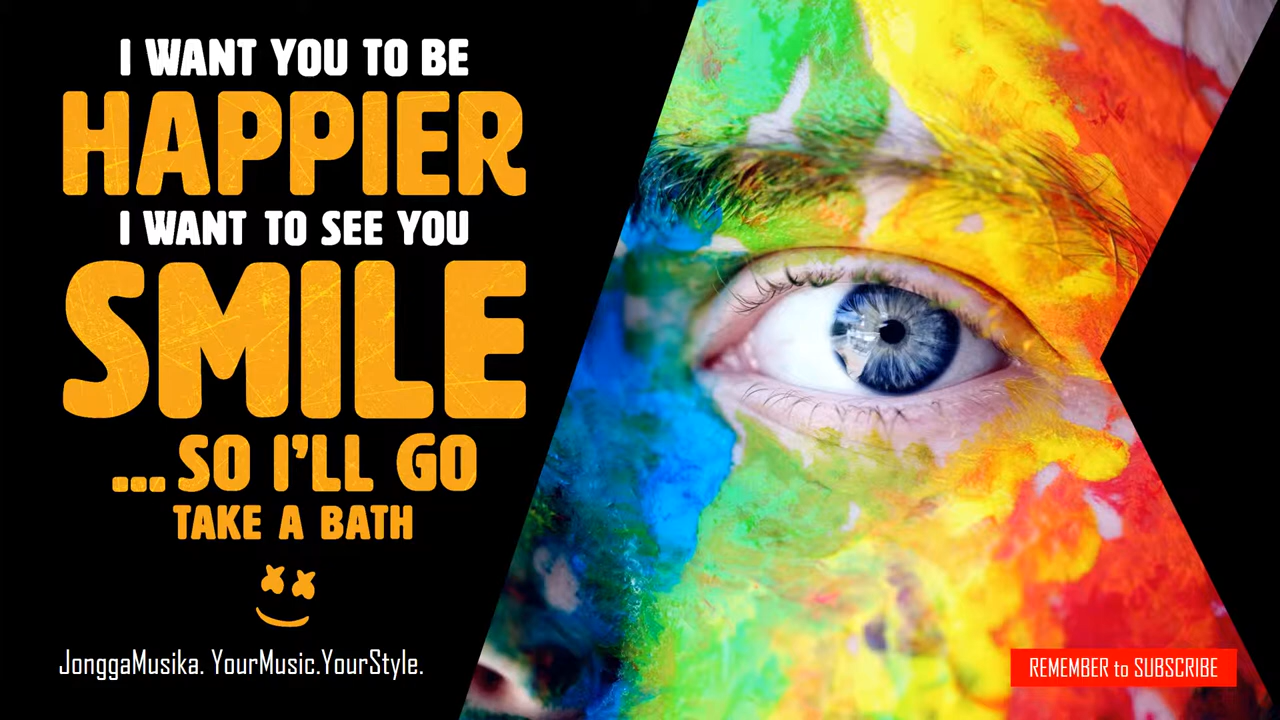 I WANT YOU TO BE
HAPPIER
I WANT TO SEE YOU
SMILE
...SO I'LL GO
TAKE A BATH
JonggaMusika. YourMusic.YourStyle.
REMEMBER to SUBSCRIBE